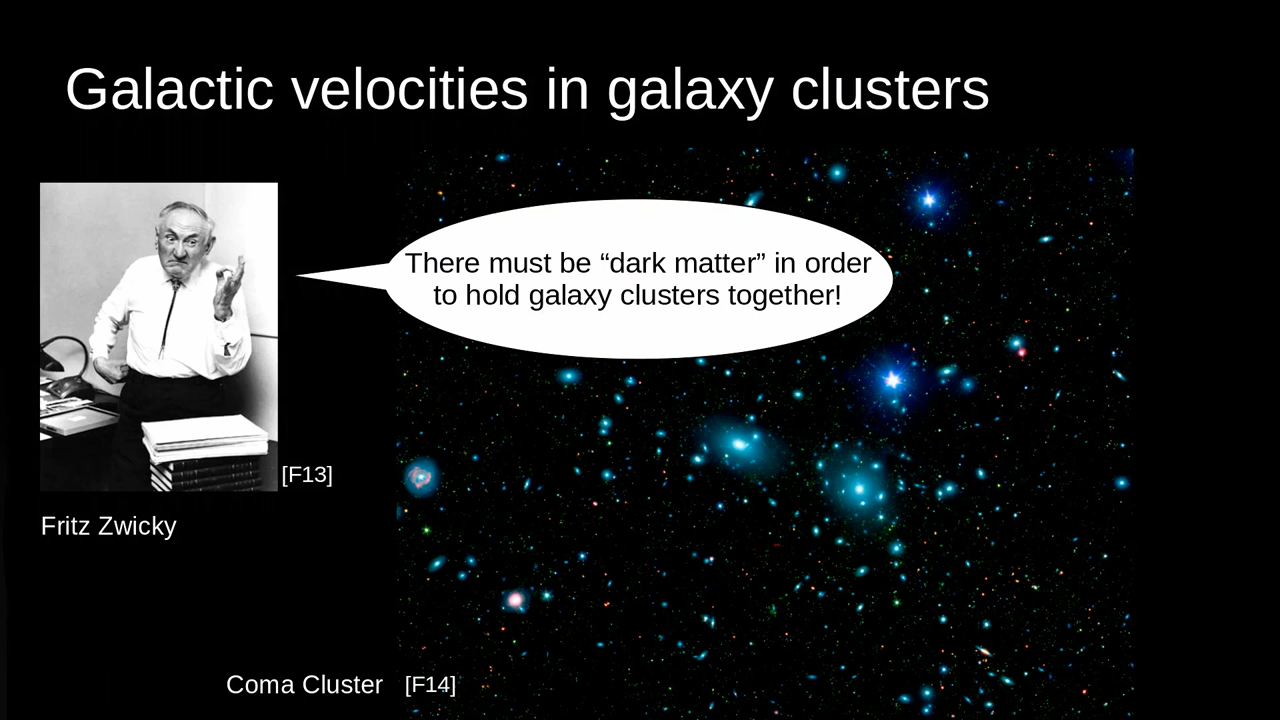 Galactic velocities in galaxy clusters
There must be “dark matter” in order
to hold galaxy clusters together!
[F13]
Fritz Zwicky
Coma Cluster [F14]